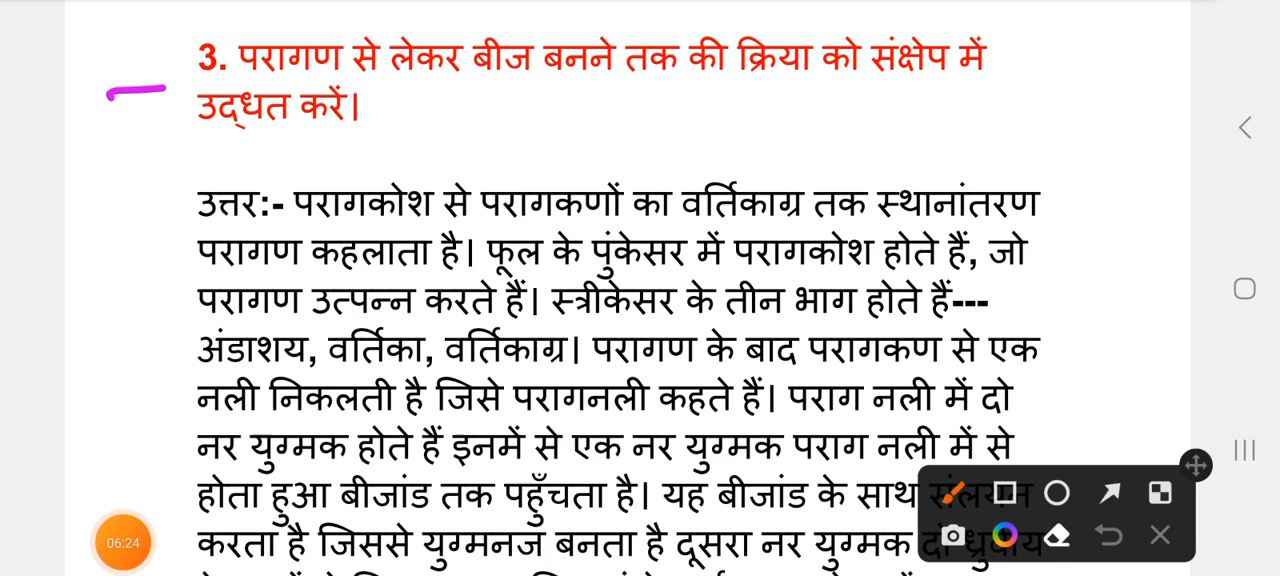 3. परागण से लेकर बीज बनने तक की क्रिया को संक्षेप में
उद्धत करें।
उत्तर:- परागकोश से परागकणों का वर्तिकाग्र तक स्थानांतरण
परागण कहलाता है। फूल के पुंकेसर में परागकोश होते हैं, जो
परागण उत्पन्न करते हैं। स्त्रीकेसर के तीन भाग होते हैं---
अंडाशय, वर्तिका, वर्तिकाग्र। परागण के बाद परागकण से एक
नली निकलती है जिसे परागनली कहते हैं। पराग नली में दो
नर युग्मक होते हैं इनमें से एक नर युग्मक पराग नली में से
होता हुआ बीजांड तक पहुँचता है। यह बीजांड के साथ संलयन
करता है जिससे युग्मनज बनता है दूसरा नर युग्मक दो ध्रुवीय
06:24